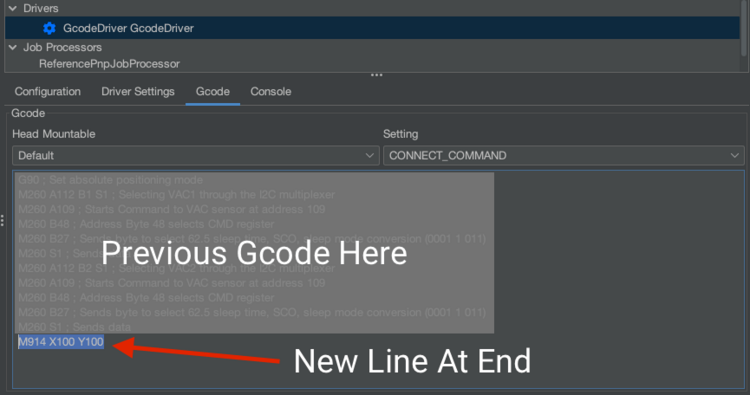 Drivers
GcodeDriver GcodeDriver
Job Processors
ReferencePnpJobProcessor
Configuration Driver Settings Gcode Console
Gcode
Head Mountable Setting
Default CONNECT_COMMAND
G90 ; Set absolute positioning mode
M260 A112 B1 S1 ; Selecting VAC1 through the I2C multiplexer
M260 A109 ; Starts Command to VAC sensor at address 109
M260 B48 ; Address Byte 48 selects CMD register
M260 B27 ; Sends byte to select 62.5 sleep time, SCO, sleep mode conversion (0001 1 011)
M260 S1 ; Sends
Previous Gcode Here
M260 A112 B2 S1 ; Selecting VAC2 through the I2C multiplexer
M260 A109 ; Starts Command to VAC sensor at address 109
M260 B48 ; Address Byte 48 selects CMD register
M260 B27 ; Sends byte to select 62.5 sleep time, SCO, sleep mode conversion (0001 1 011)
M260 S1 ; Sends data
M914 X100 Y100
New Line At End